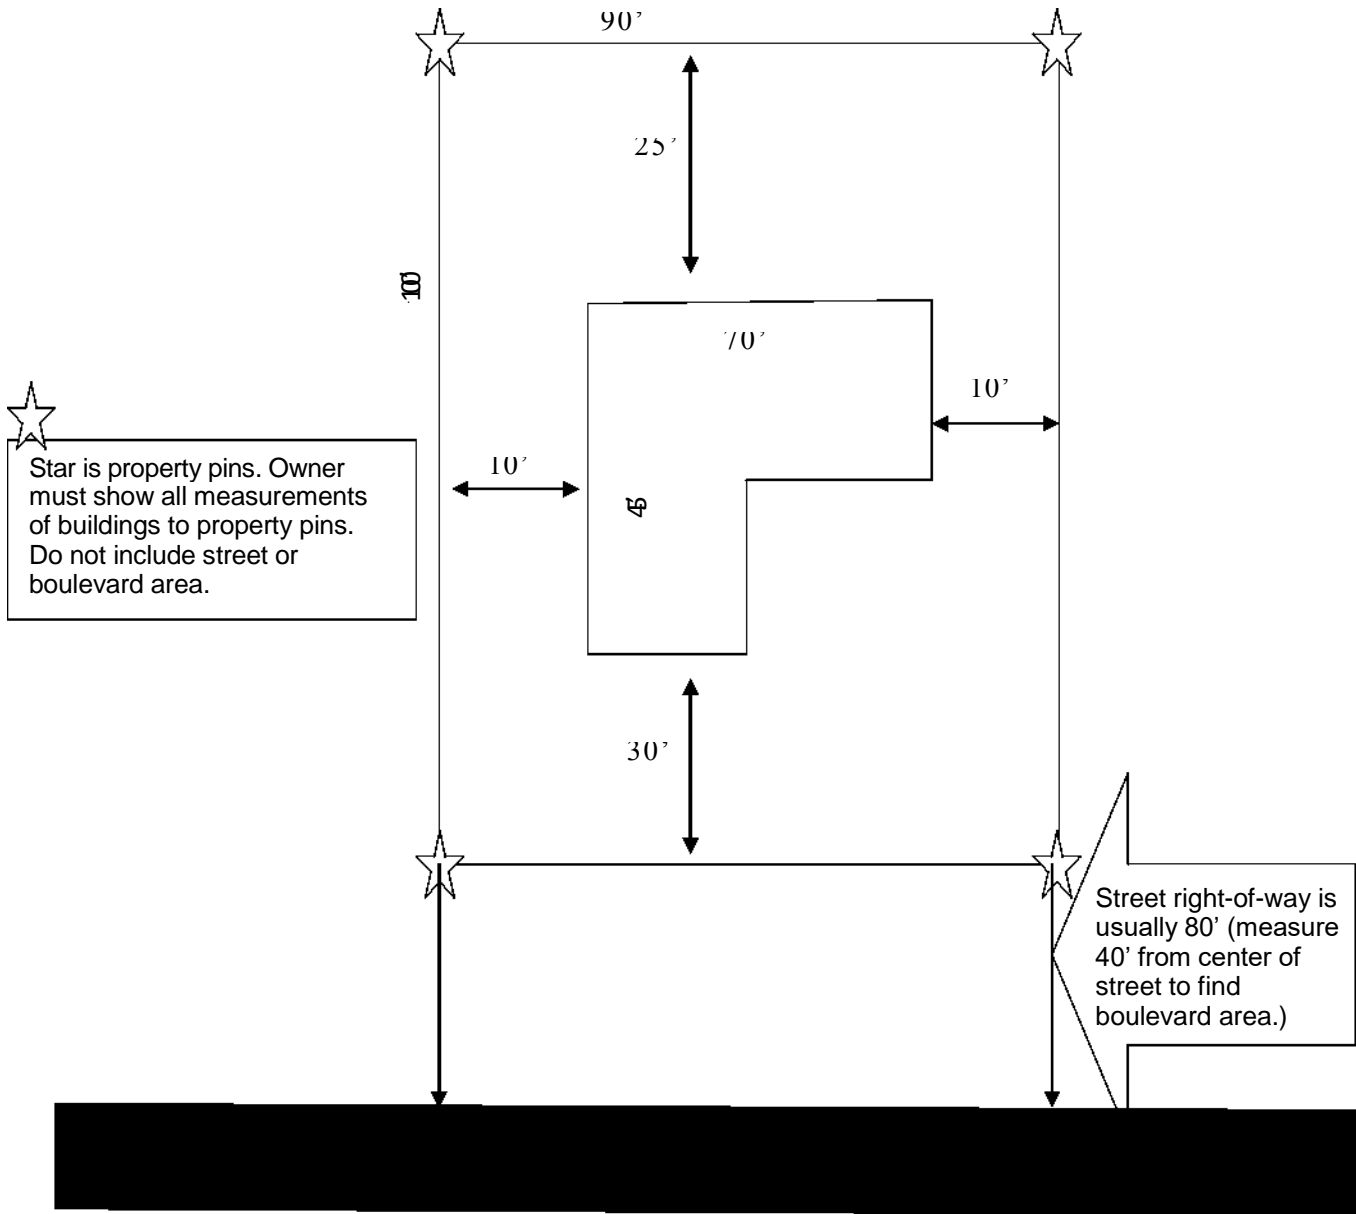 90’
25’
100’
70’
10’
10’
45’
Star is property pins. Owner
must show all measurements
of buildings to property pins.
Do not include street or
boulevard area.
30’
Street right-of-way is
usually 80’ (measure
40’ from center of
street to find
boulevard area.)